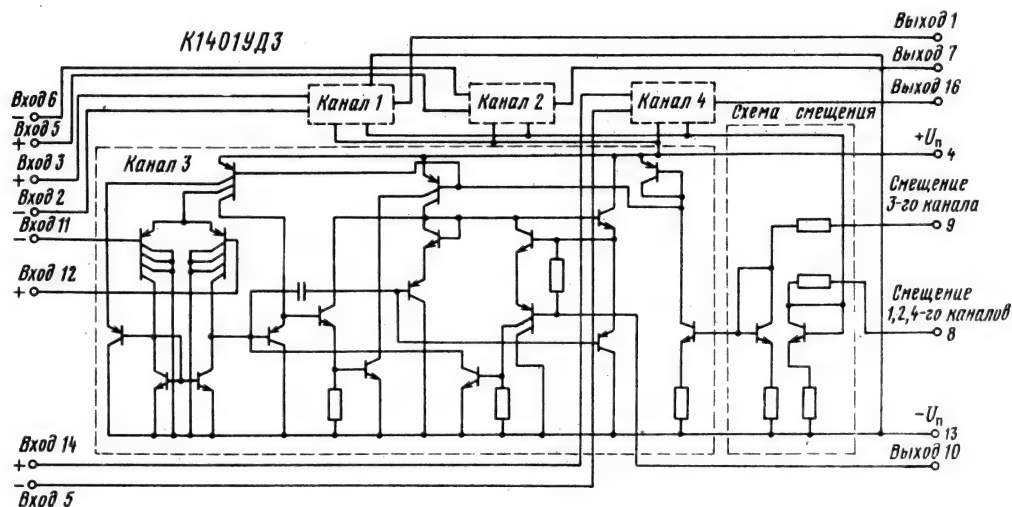 К1401УД3
Выход 1
Выход 7
Выход 16
Вход 6
−
Вход 5
+
Вход 3
+
Вход 2
−
Вход 11
−
Вход 12
+
Канал 1
Канал 2
Канал 4
Схема смещения
Канал 3
+Uп
4
Смещение
3-го канала
9
Смещение
1,2,4-го каналов
8
−Uп
13
Выход 10
Вход 14
+
−
Вход 5